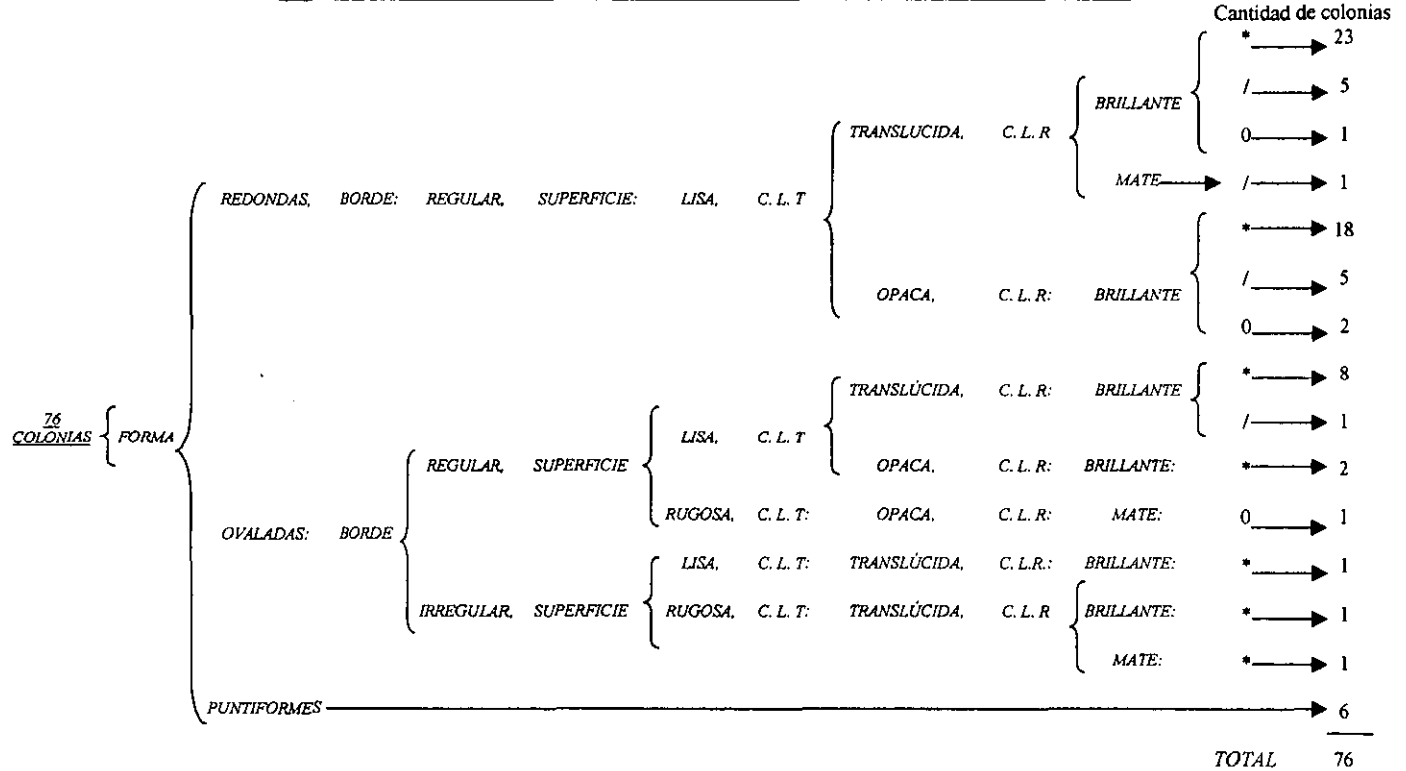 Cantidad de colonias
* 23
/ 5
BRILLANTE
TRANSLUCIDA, C. L. R
0 1
MATE / 1
REDONDAS, BORDE: REGULAR, SUPERFICIE: LISA, C. L. T
* 18
/ 5
OPACA, C. L. R: BRILLANTE
0 2
* 8
TRANSLÚCIDA, C. L. R: BRILLANTE
/ 1
76
COLONIAS FORMA
LISA, C. L. T
REGULAR, SUPERFICIE
OPACA, C. L. R: BRILLANTE: * 2
RUGOSA, C. L. T: OPACA, C. L. R: MATE: 0 1
OVALADAS: BORDE
LISA, C. L. T: TRANSLÚCIDA, C. L.R.: BRILLANTE: * 1
IRREGULAR, SUPERFICIE RUGOSA, C. L. T: TRANSLÚCIDA, C. L. R BRILLANTE: * 1
MATE: * 1
PUNTIFORMES 6
TOTAL 76